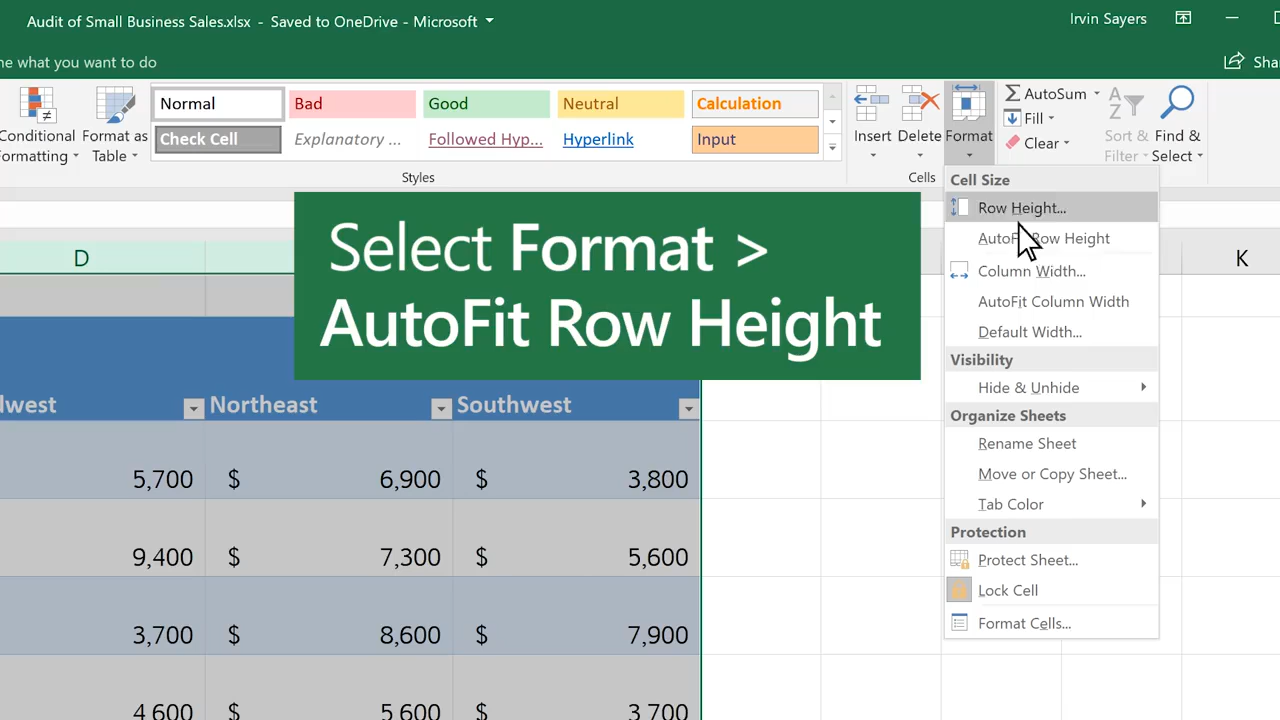 Audit of Small Business Sales.xlsx - Saved to OneDrive - Microsoft
Irvin Sayers
me what you want to do
Shar
Normal Bad Good Neutral Calculation
Check Cell Explanatory ... Followed Hyp... Hyperlink Input
Conditional Formatting
Format as Table
Styles
Insert Delete Format
Cells
AutoSum
Fill
Clear
Sort & Filter
Find & Select
Cell Size
Row Height...
AutoFit Row Height
Column Width...
AutoFit Column Width
Default Width...
Visibility
Hide & Unhide
Organize Sheets
Rename Sheet
Move or Copy Sheet...
Tab Color
Protection
Protect Sheet...
Lock Cell
Format Cells...
Select Format >
AutoFit Row Height
D K
dwest Northeast Southwest
5,700 $ 6,900 $ 3,800
9,400 $ 7,300 $ 5,600
3,700 $ 8,600 $ 7,900
4,600 $ 5,600 $ 3,700